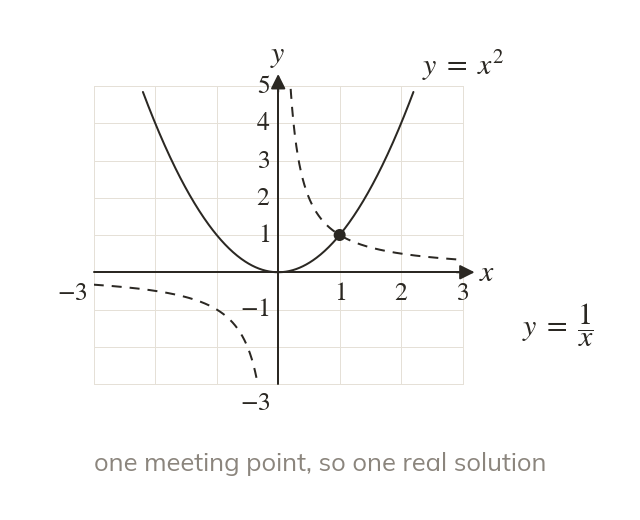 y
y = x²
5
4
3
2
1
x
−3
1
2
3
−1
y = 1/x
−3
one meeting point, so one real solution